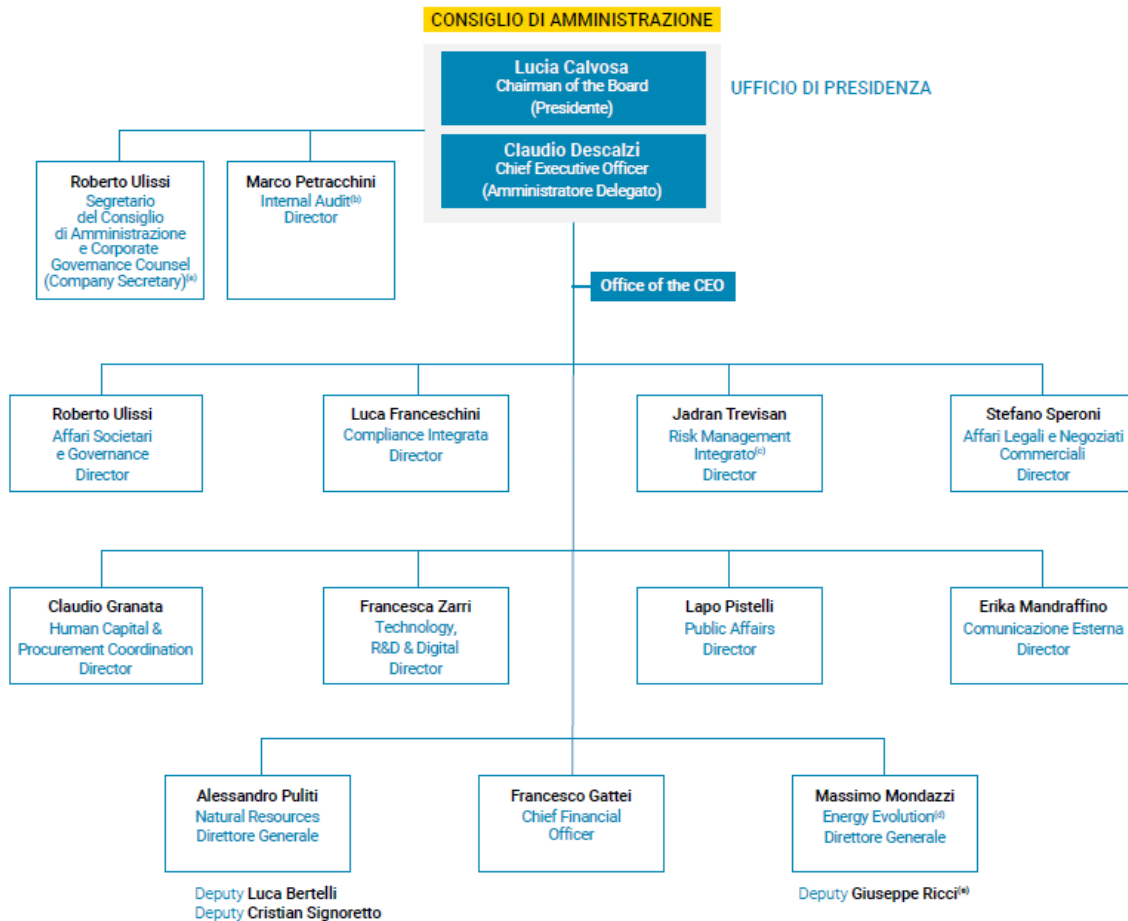 CONSIGLIO DI AMMINISTRAZIONE
Lucia Calvosa
Chairman of the Board
(Presidente)
UFFICIO DI PRESIDENZA
Claudio Descalzi
Chief Executive Officer
(Amministratore Delegato)
Roberto Ulissi
Segretario
del Consiglio
di Amministrazione
e Corporate
Governance Counsel
(Company Secretary)(a)
Marco Petracchini
Internal Audit(b)
Director
Office of the CEO
Roberto Ulissi
Affari Societari
e Governance
Director
Luca Franceschini
Compliance Integrata
Director
Jadran Trevisan
Risk Management
Integrato(c)
Director
Stefano Speroni
Affari Legali e Negoziati
Commerciali
Director
Claudio Granata
Human Capital &
Procurement Coordination
Director
Francesca Zarri
Technology,
R&D & Digital
Director
Lapo Pistelli
Public Affairs
Director
Erika Mandraffino
Comunicazione Esterna
Director
Alessandro Puliti
Natural Resources
Direttore Generale
Francesco Gattei
Chief Financial
Officer
Massimo Mondazzi
Energy Evolution(d)
Direttore Generale
Deputy Luca Bertelli
Deputy Cristian Signoretto
Deputy Giuseppe Ricci(e)